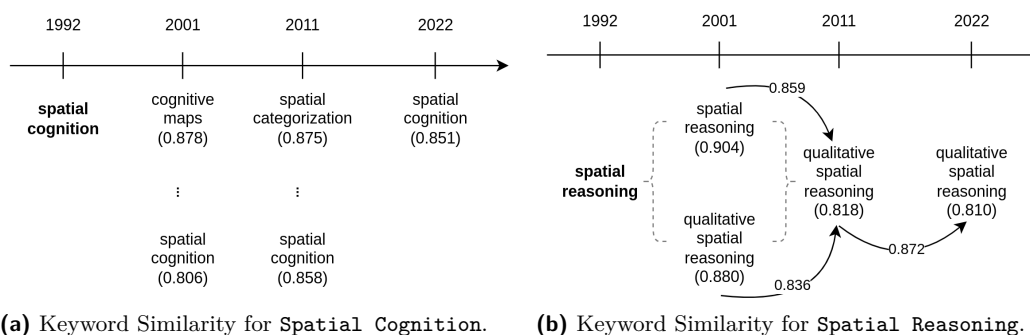 1992 2001 2011 2022
spatial
cognition
cognitive
maps
(0.878)
spatial
categorization
(0.875)
spatial
cognition
(0.851)
...
...
spatial
cognition
(0.806)
spatial
cognition
(0.858)
(a) Keyword Similarity for Spatial Cognition.
1992 2001 2011 2022
0.859
spatial
reasoning
(0.904)
spatial
reasoning
qualitative
spatial
reasoning
(0.818)
qualitative
spatial
reasoning
(0.810)
qualitative
spatial
reasoning
(0.880)
0.872
0.836
(b) Keyword Similarity for Spatial Reasoning.